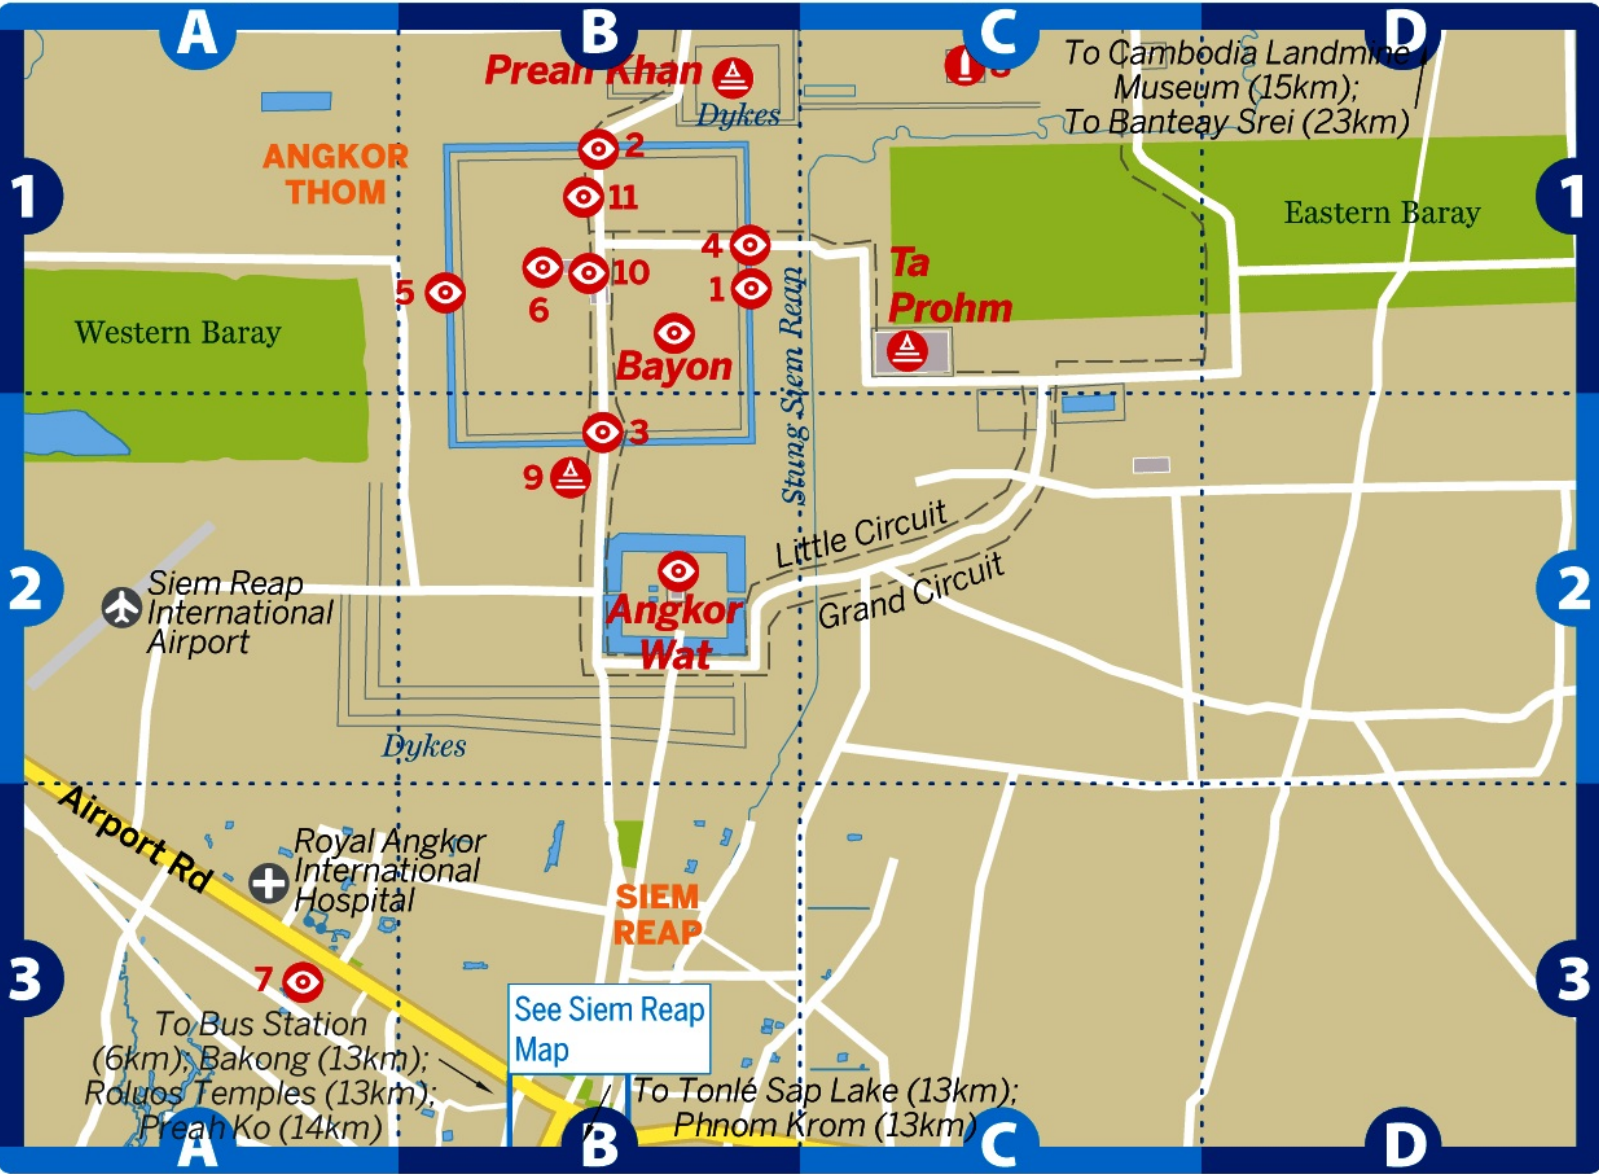 A
B
C
D
Preah Khan
8
To Cambodia Landmine
Museum (15km);
To Banteay Srei (23km)
Dykes
ANGKOR
THOM
2
1
11
1
Eastern Baray
4
Ta
Prohm
5
6
10
1
Western Baray
Bayon
Stung Siem Reap
3
9
Little Circuit
Grand Circuit
2
Siem Reap
International
Airport
Angkor
Wat
2
Dykes
Airport Rd
Royal Angkor
International
Hospital
SIEM
REAP
3
7
3
See Siem Reap
Map
To Bus Station
(6km); Bakong (13km);
Roluos Temples (13km);
Preah Ko (14km)
To Tonlé Sap Lake (13km);
Phnom Krom (13km)
A
B
C
D